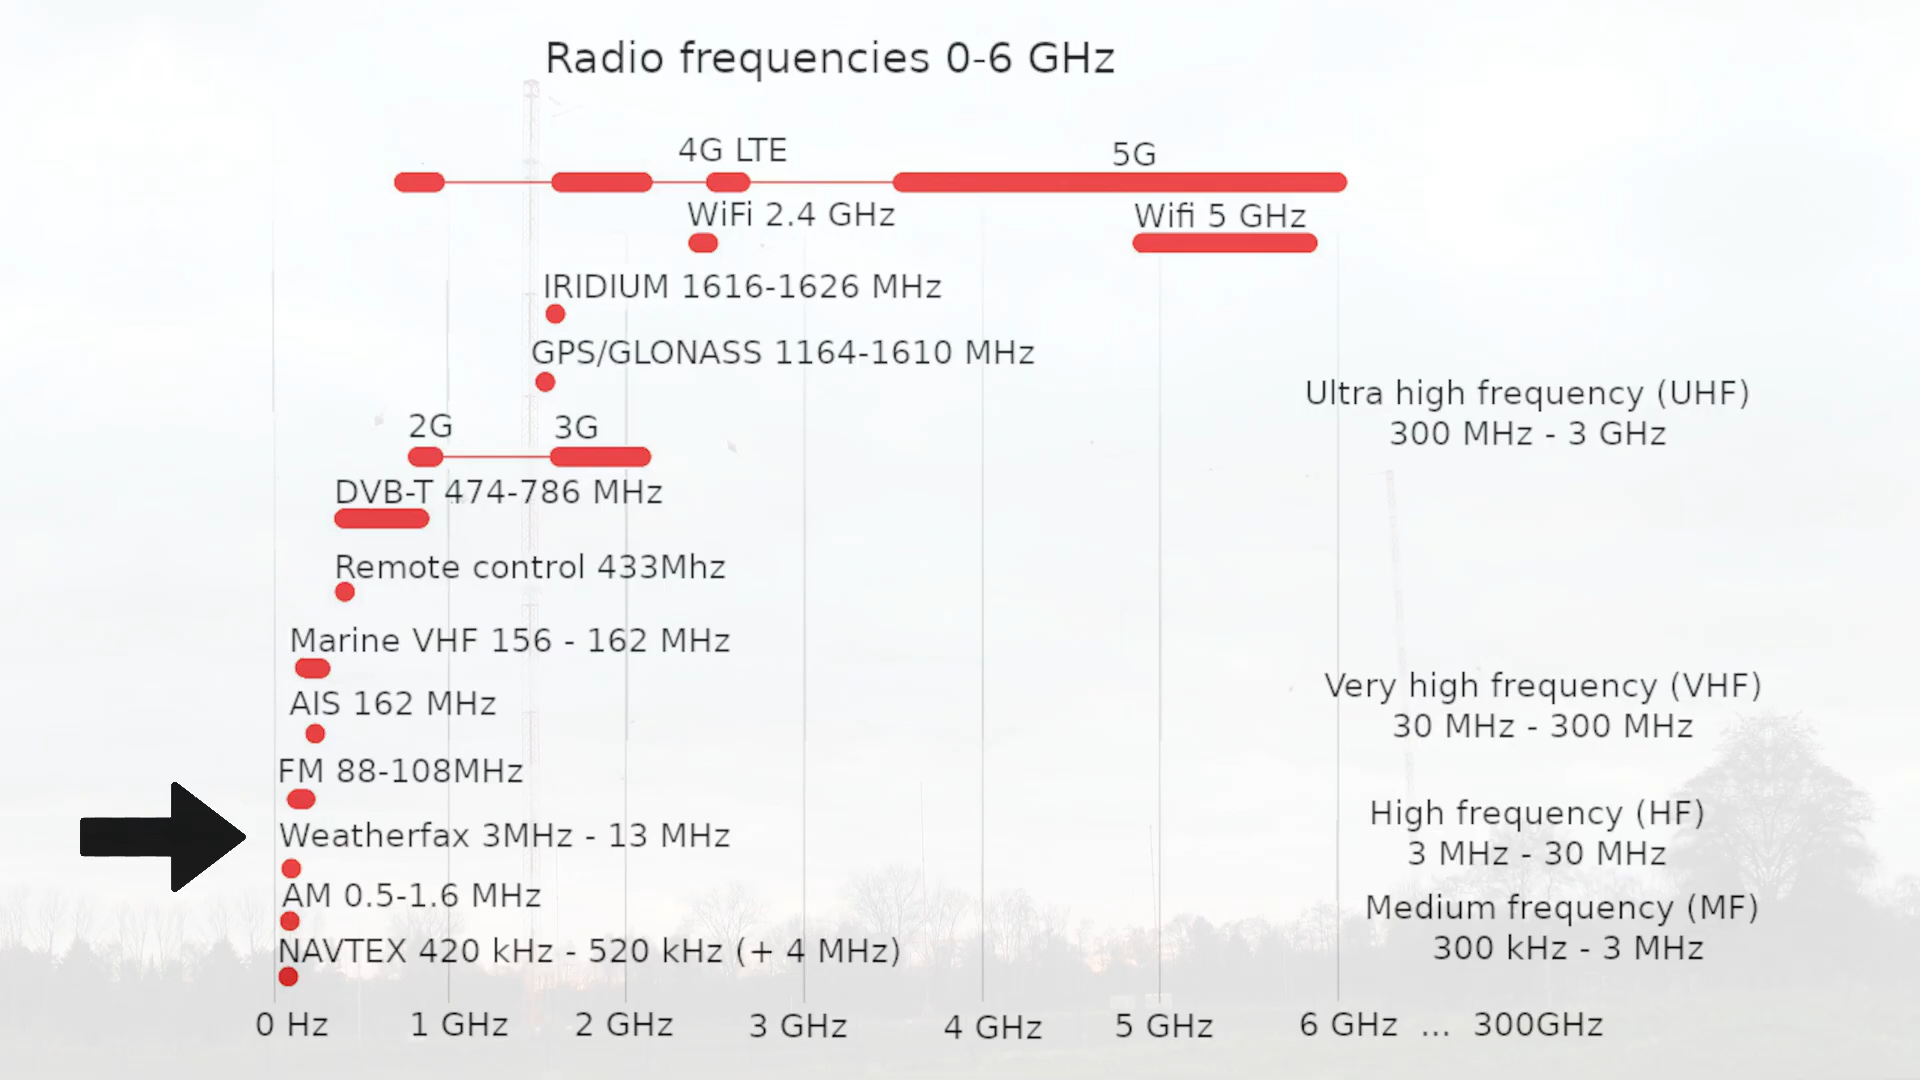 Radio frequencies 0-6 GHz
4G LTE
5G
WiFi 2.4 GHz
Wifi 5 GHz
IRIDIUM 1616-1626 MHz
GPS/GLONASS 1164-1610 MHz
Ultra high frequency (UHF)
300 MHz - 3 GHz
2G
3G
DVB-T 474-786 MHz
Remote control 433Mhz
Marine VHF 156 - 162 MHz
AIS 162 MHz
Very high frequency (VHF)
30 MHz - 300 MHz
FM 88-108MHz
Weatherfax 3MHz - 13 MHz
High frequency (HF)
3 MHz - 30 MHz
AM 0.5-1.6 MHz
Medium frequency (MF)
300 kHz - 3 MHz
NAVTEX 420 kHz - 520 kHz (+ 4 MHz)
0 Hz 1 GHz 2 GHz 3 GHz 4 GHz 5 GHz 6 GHz ... 300GHz